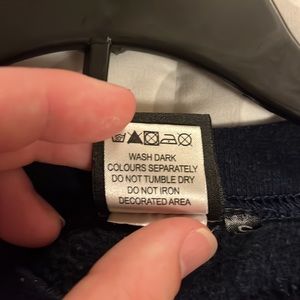 WASH DARK
COLOURS SEPARATELY
DO NOT TUMBLE DRY
DO NOT IRON
DECORATED AREA